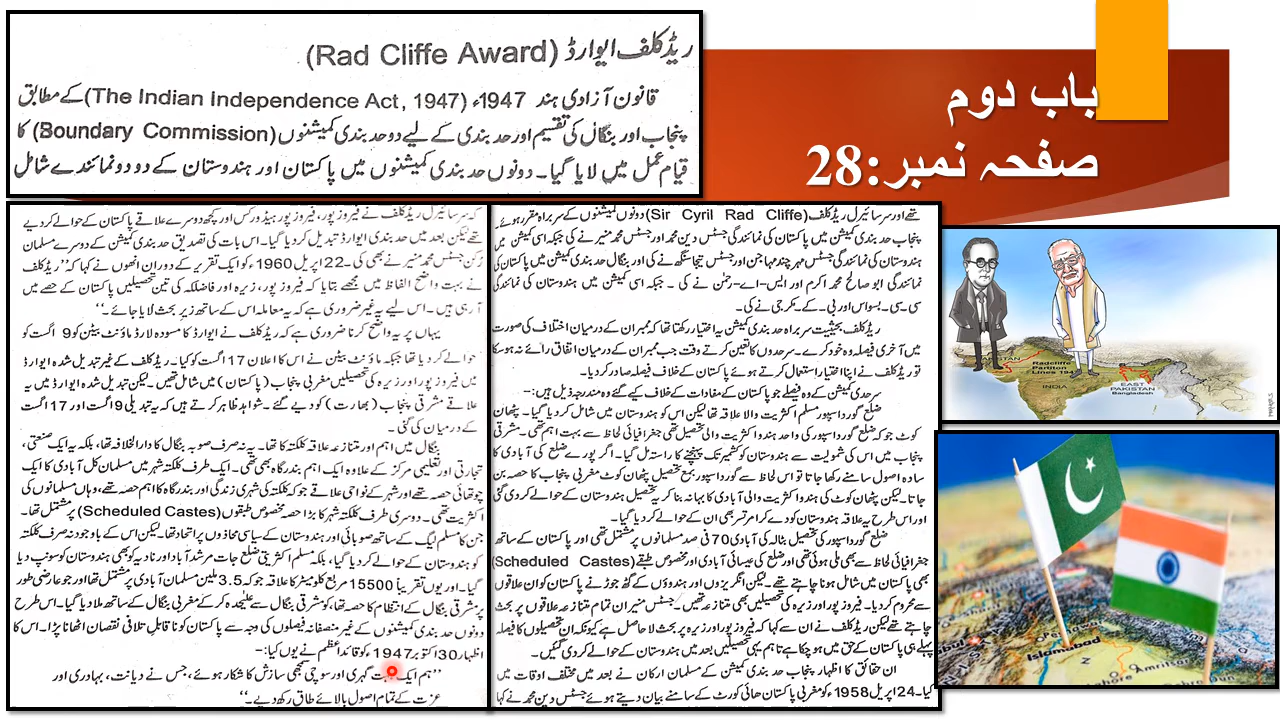 ریڈکلف ایوارڈ (Rad Cliffe Award)
قانون آزادی ہند 1947ء (The Indian Independence Act, 1947) کے مطابق
پنجاب اور بنگال کی تقسیم اور حد بندی کے لیے دو حد بندی کمیشنوں (Boundary Commission) کا
قیام عمل میں لایا گیا۔ دونوں حد بندی کمیشنوں میں پاکستان اور ہندوستان کے دو دو نمائندے شامل
باب دوم
صفحہ نمبر:28
تھے اور سر سائیرل ریڈکلف (Sir Cyril Rad Cliffe) دونوں کمیشنوں کے سربراہ مقرر ہوئے۔
پنجاب حد بندی کمیشن میں پاکستان کی نمائندگی جسٹس دین محمد اور جسٹس محمد منیر نے کی جبکہ اسی کمیشن میں
ہندوستان کی نمائندگی جسٹس مہر چند مہاجن اور جسٹس تیجا سنگھ نے کی اور بنگال حد بندی کمیشن میں پاکستان کی
نمائندگی ابو صالح محمد اکرم اور ایس-اے-رحمٰن نے کی ۔ جبکہ اسی کمیشن میں ہندوستان کی نمائندگی
سی-سی-بسواس اور بی-کے-مکرجی نے کی۔
ریڈکلف بحیثیت سربراہ حد بندی کمیشن یہ اختیار رکھتا تھا کہ ممبران کے درمیان اختلاف کی صورت
میں آخری فیصلہ وہ خود کرے۔ سرحدوں کا تعین کرتے وقت جب ممبران کے درمیان اتفاق رائے نہ ہو سکا
تو ریڈکلف نے اپنا اختیار استعمال کرتے ہوئے پاکستان کے خلاف فیصلہ صادر کر دیا۔
سرحدی کمیشن کے وہ فیصلے جو پاکستان کے مفادات کے خلاف کیے گئے وہ مندرجہ ذیل ہیں:
ضلع گورداسپور مسلم اکثریت والا علاقہ تھا لیکن اس کو ہندوستان میں شامل کر دیا گیا۔ پٹھان
کوٹ جو کہ ضلع گورداسپور کی واحد ہندو اکثریت والی تحصیل تھی جغرافیائی لحاظ سے بہت اہم تھی۔ مشرقی
پنجاب میں اس کی شمولیت سے ہندوستان کو کشمیر تک پہنچنے کا راستہ مل گیا۔ اگر پورے ضلع کی آبادی کا
سادہ اصول سامنے رکھا جاتا تو اس لحاظ سے گورداسپور بمع تحصیل پٹھان کوٹ مغربی پنجاب کا حصہ بن
جاتا۔ لیکن پٹھان کوٹ کی ہندو اکثریت والی آبادی کا بہانہ بنا کر یہ تحصیل ہندوستان کے حوالے کر دی گئی
اور اس طرح یہ علاقہ ہندوستان کو دے کر امرتسر بھی ان کے حوالے کر دیا گیا۔
ضلع گورداسپور کی تحصیل بٹالہ کی آبادی 70 فی صد مسلمانوں پر مشتمل تھی اور پاکستان کے ساتھ
جغرافیائی لحاظ سے بھی ملی ہوئی تھی اور ضلع کی عیسائی آبادی اور مخصوص طبقے (Scheduled Castes)
بھی پاکستان میں شامل ہونا چاہتے تھے۔ لیکن انگریزوں اور ہندوؤں کے گٹھ جوڑ نے پاکستان کو ان علاقوں
سے محروم کر دیا۔ فیروز پور اور زیرہ کی تحصیلیں بھی متنازعہ تھیں۔ جسٹس منیر ان تمام متنازعہ علاقوں پر بحث
چاہتے تھے لیکن ریڈکلف نے ان سے کہا کہ فیروز پور اور زیرہ پر بحث لا حاصل ہے کیونکہ ان تحصیلوں کا فیصلہ
پہلے ہی پاکستان کے حق میں ہو چکا ہے تاہم یہی تحصیلیں بعد میں ہندوستان کے حوالے کر دی گئیں۔
ان حقائق کا اظہار پنجاب حد بندی کمیشن کے مسلمان ارکان نے بعد میں مختلف اوقات میں
کیا۔ 24 اپریل 1958ء کو مغربی پاکستان ہائی کورٹ کے سامنے بیان دیتے ہوئے جسٹس دین محمد نے کہا
کہ سر سائیرل ریڈکلف نے فیروز پور، فیروز پور ہیڈ ورکس اور کچھ دوسرے علاقے پاکستان کے حوالے کر دیے
تھے لیکن بعد میں حد بندی ایوارڈ تبدیل کر دیا گیا۔ اس بات کی تصدیق حد بندی کمیشن کے دوسرے مسلمان
رکن جسٹس محمد منیر نے بھی کی۔ 22 اپریل 1960ء کو ایک تقریر کے دوران انھوں نے کہا کہ ”ریڈکلف
نے بہت واضح الفاظ میں مجھے بتایا کہ فیروز پور، زیرہ اور فاضلکہ کی تین تحصیلیں پاکستان کے حصے میں
آ رہی ہیں۔ اس لیے یہ غیر ضروری ہے کہ یہ معاملہ اس کے ساتھ زیر بحث لایا جائے۔“
یہاں پر یہ واضح کرنا ضروری ہے کہ ریڈکلف نے ایوارڈ کا مسودہ لارڈ ماؤنٹ بیٹن کو 9 اگست کو
حوالے کر دیا تھا جبکہ ماؤنٹ بیٹن نے اس کا اعلان 17 اگست کو کیا۔ ریڈکلف کے غیر تبدیل شدہ ایوارڈ
میں فیروز پور اور زیرہ کی تحصیلیں مغربی پنجاب (پاکستان) میں شامل تھیں۔ لیکن تبدیل شدہ ایوارڈ میں یہ
علاقے مشرقی پنجاب (بھارت) کو دیے گئے۔ شواہد ظاہر کرتے ہیں کہ یہ تبدیلی 9 اگست اور 17 اگست
کے درمیان کی گئی۔
بنگال میں اہم اور متنازعہ علاقہ کلکتہ کا تھا۔ یہ نہ صرف صوبہ بنگال کا دارالخلافہ تھا، بلکہ یہ ایک صنعتی،
تجارتی اور تعلیمی مرکز کے علاوہ ایک اہم بندرگاہ بھی تھی۔ ایک طرف کلکتہ شہر میں مسلمان کل آبادی کا ایک
چوتھائی حصہ تھے اور شہر کے نواحی علاقے جو کہ کلکتہ کی شہری زندگی اور بندرگاہ کا اہم حصہ تھے، وہاں مسلمانوں کی
اکثریت تھی۔ دوسری طرف کلکتہ شہر کا بڑا حصہ مخصوص طبقوں (Scheduled Castes) پر مشتمل تھا۔
جن کا مسلم لیگ کے ساتھ صوبائی اور ہندوستان کے سیاسی محاذوں پر اتحاد تھا۔ لیکن اس کے باوجود نہ صرف کلکتہ
ہندوستان کے حوالے کر دیا گیا، بلکہ مسلم اکثریتی ضلع جات مرشد آباد اور نادیہ کو بھی ہندوستان کو سونپ دیا
گیا۔ اور یوں تقریباً 15500 مربع کلومیٹر کا علاقہ جو کہ 3.5 ملین مسلمان آبادی پر مشتمل تھا اور جو عارضی طور
پر مشرقی بنگال کے انتظام کا حصہ تھا، کو مشرقی بنگال سے علیحدہ کر کے مغربی بنگال کے ساتھ ملا دیا گیا۔ اس طرح
دونوں حد بندی کمیشنوں کے غیر منصفانہ فیصلوں کی وجہ سے پاکستان کو ناقابل تلافی نقصان اٹھانا پڑا۔ اس کا
اظہار 30 اکتوبر 1947ء کو قائداعظم نے یوں کیا:-
”ہم ایک گہری اور سوچی سمجھی سازش کا شکار ہوئے، جس نے دیانت، بہادری اور
عزت کے تمام اصول بالائے طاق رکھ دیے۔“
Radcliffe
Partition
INDIA
EAST
PAKISTAN
Bangladesh
Islamabad
Amritsar